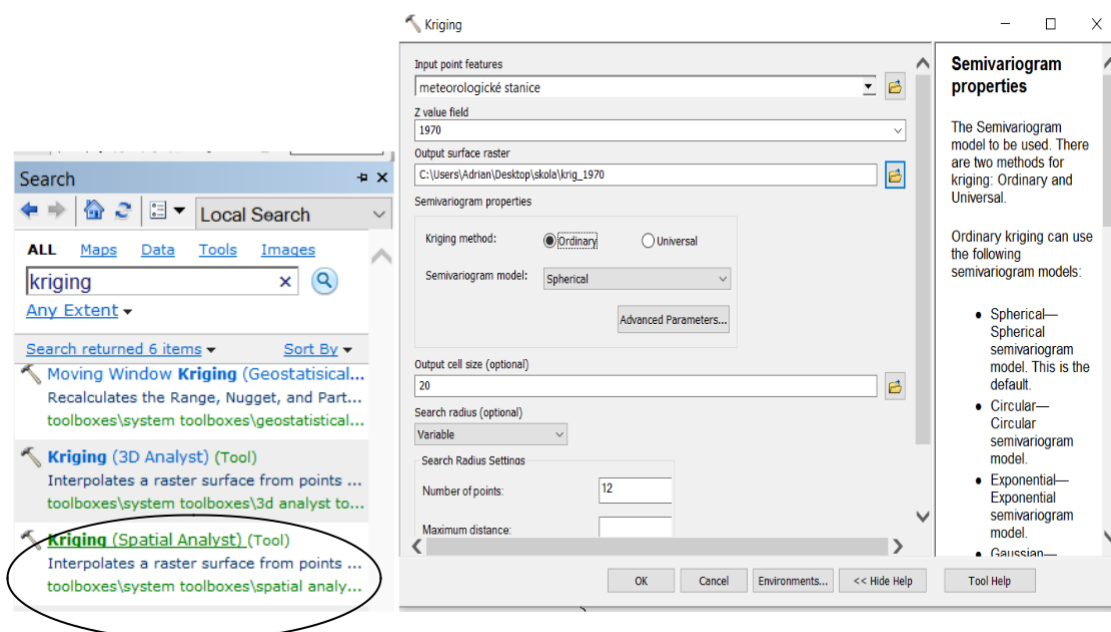 Search
Local Search
ALL Maps Data Tools Images
kriging
Any Extent
Search returned 6 items Sort By
Moving Window Kriging (Geostatisical...
Recalculates the Range, Nugget, and Part...
toolboxes\system toolboxes\geostatistical...
Kriging (3D Analyst) (Tool)
Interpolates a raster surface from points ...
toolboxes\system toolboxes\3d analyst to...
Kriging (Spatial Analyst) (Tool)
Interpolates a raster surface from points ...
toolboxes\system toolboxes\spatial analy...
Kriging
Input point features
meteorologické stanice
Z value field
1970
Output surface raster
C:\Users\Adrian\Desktop\skola\krig_1970
Semivariogram properties
Kriging method: Ordinary Universal
Semivariogram model: Spherical
Advanced Parameters...
Output cell size (optional)
20
Search radius (optional)
Variable
Search Radius Settings
Number of points: 12
Maximum distance:
OK Cancel Environments... << Hide Help Tool Help
Semivariogram
properties
The Semivariogram
model to be used. There
are two methods for
kriging: Ordinary and
Universal.
Ordinary kriging can use
the following
semivariogram models:
● Spherical—
Spherical
semivariogram
model. This is the
default.
● Circular—
Circular
semivariogram
model.
● Exponential—
Exponential
semivariogram
model.
● Gaussian—